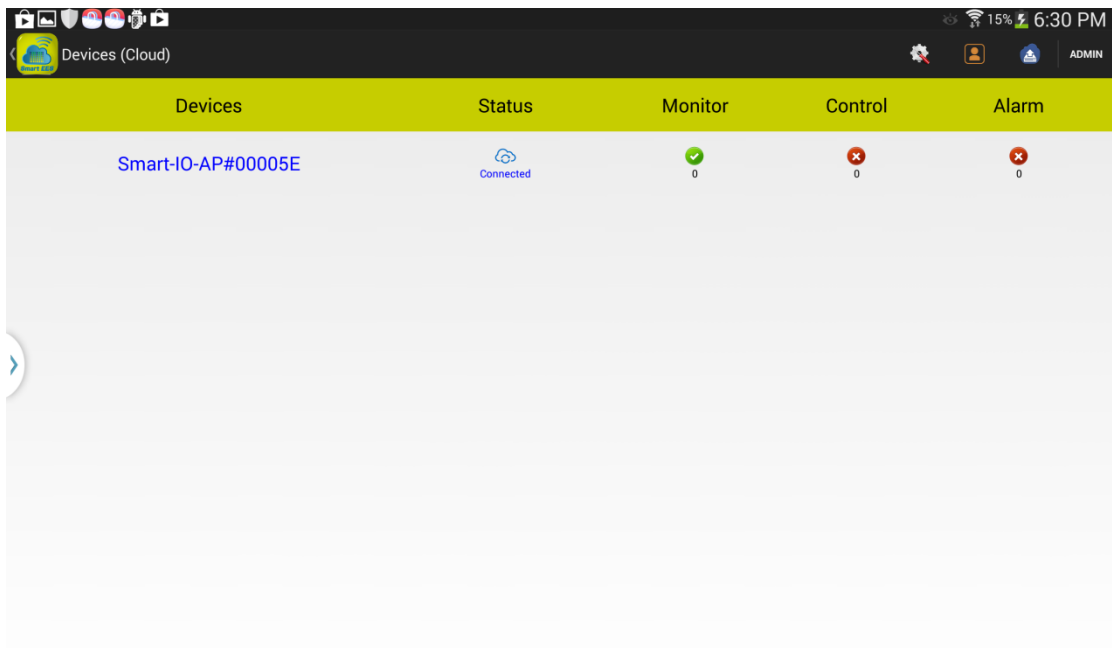 15% 6:30 PM
Devices (Cloud) ADMIN
Devices Status Monitor Control Alarm
Smart-IO-AP#00005E Connected 0 0 0